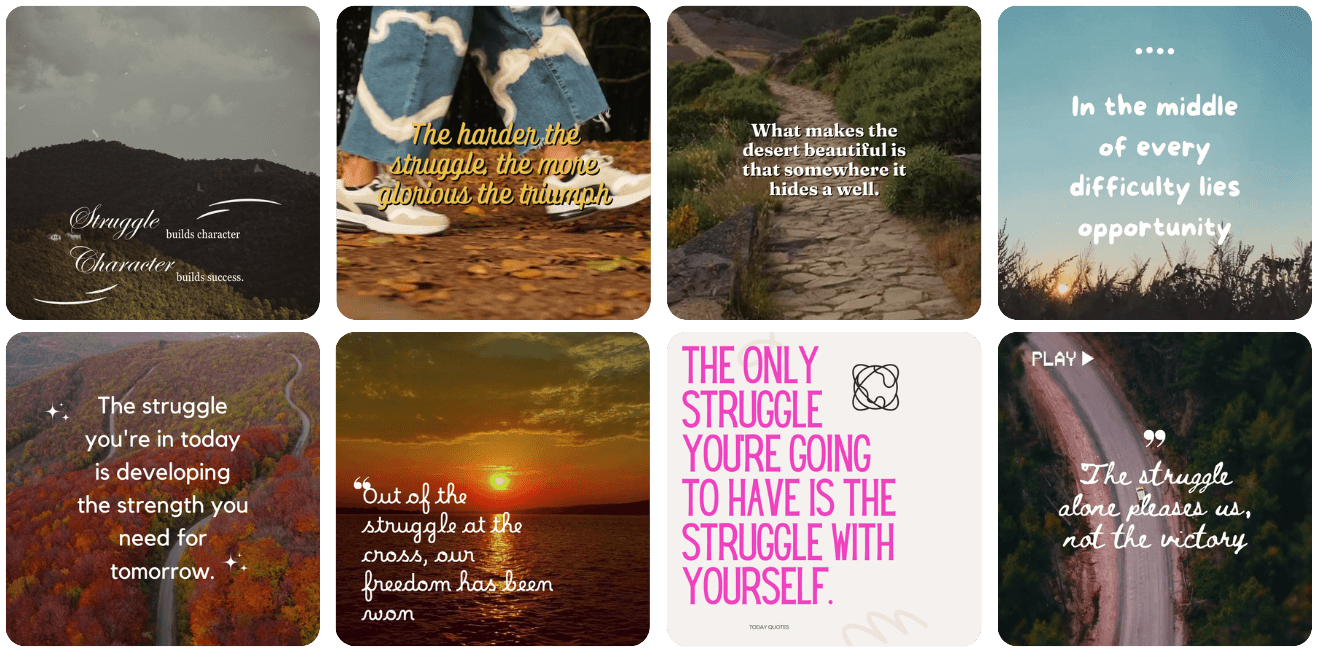 Struggle builds character
Character builds success.
The harder the
struggle, the more
glorious the triumph
What makes the
desert beautiful is
that somewhere it
hides a well.
In the middle
of every
difficulty lies
opportunity
The struggle
you're in today
is developing
the strength you
need for
tomorrow.
“Out of the
struggle at the
cross, our
freedom has been
won
THE ONLY
STRUGGLE
YOU'RE GOING
TO HAVE IS THE
STRUGGLE WITH
YOURSELF.
TODAY QUOTES
PLAY
”
The struggle
alone pleases us,
not the victory